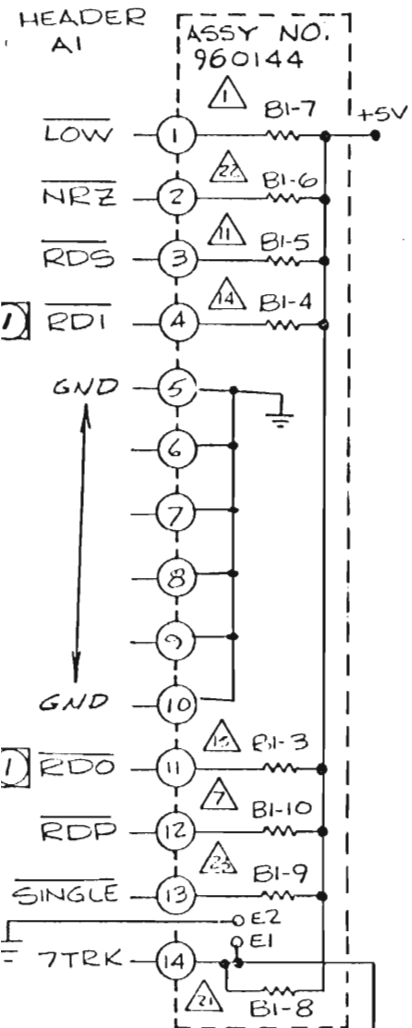 HEADER
A1
ASSY NO.
960144
LOW 1 1 B1-7 +5V
NRZ 2 22 B1-6
RDS 3 11 B1-5
1 RD1 4 14 B1-4
GND 5
6
7
8
9
GND 10
1 RD0 11 15 B1-3
RDP 12 7 B1-10
SINGLE 13 23 B1-9
E2
E1
7TRK 14
21 B1-8